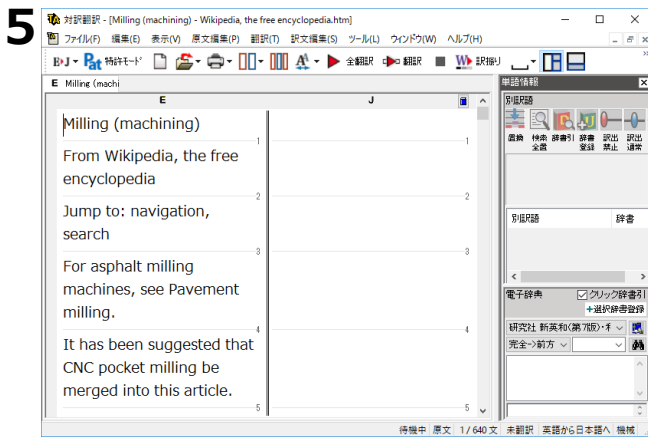 5
対訳翻訳 - [Milling (machining) - Wikipedia, the free encyclopedia.htm]
ファイル(F) 編集(E) 表示(V) 原文編集(P) 翻訳(T) 訳文編集(S) ツール(L) ウィンドウ(W) ヘルプ(H)
E›J Pat 特許モード 全翻訳 翻訳 訳振り
E Milling (machi
単語情報
E J
別訳語
置換 検索全置 辞書引 辞書登録 訳出禁止 訳出通常
Milling (machining)
1 1
From Wikipedia, the free
encyclopedia
2 2
Jump to: navigation,
search
3 3
別訳語 辞書
For asphalt milling
machines, see Pavement
milling.
4 4
電子辞典 クリック辞書引
+選択辞書登録
研究社 新英和(第7版)・
完全->前方
It has been suggested that
CNC pocket milling be
merged into this article.
5 5
待機中 原文 1 / 640 文 未翻訳 英語から日本語へ 機械